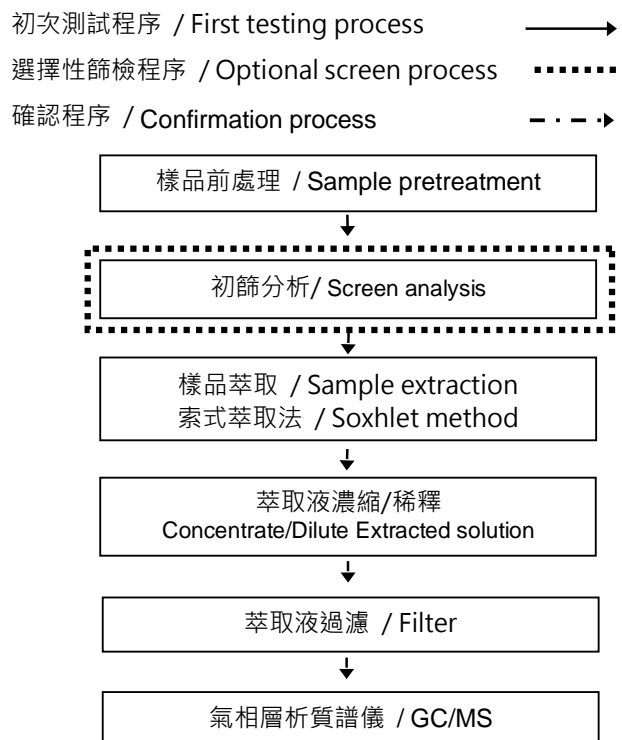 初次測試程序 / First testing process
選擇性篩檢程序 / Optional screen process
確認程序 / Confirmation process
樣品前處理 / Sample pretreatment
初篩分析/ Screen analysis
樣品萃取 / Sample extraction
索式萃取法 / Soxhlet method
萃取液濃縮/稀釋
Concentrate/Dilute Extracted solution
萃取液過濾 / Filter
氣相層析質譜儀 / GC/MS